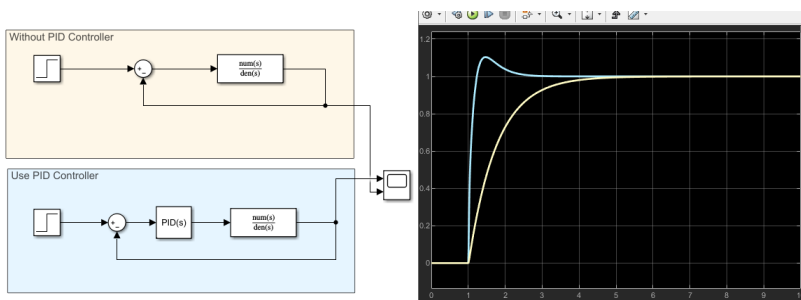 Without PID Controller
+
-
num(s)
den(s)
Use PID Controller
+
-
PID(s)
num(s)
den(s)
1.2
1
0.8
0.6
0.4
0.2
0
0 1 2 3 4 5 6 7 8 9 1